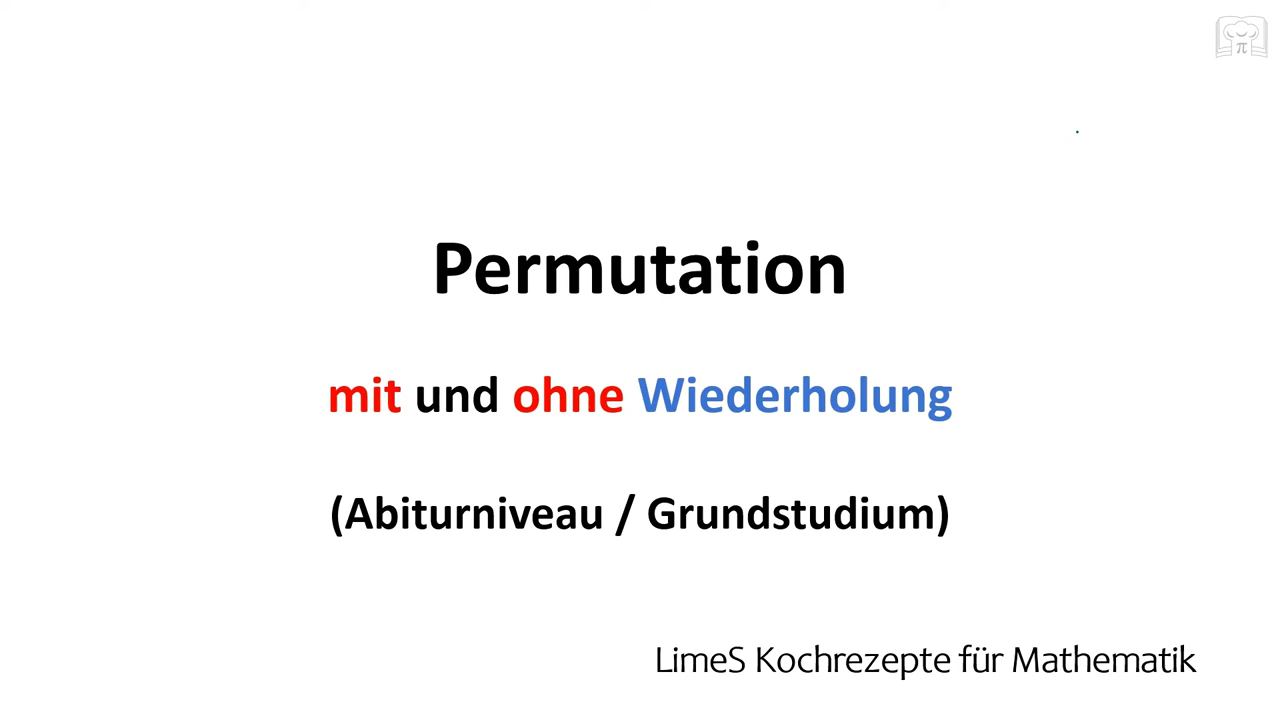 π
Permutation
mit und ohne Wiederholung
(Abiturniveau / Grundstudium)
LimeS Kochrezepte für Mathematik